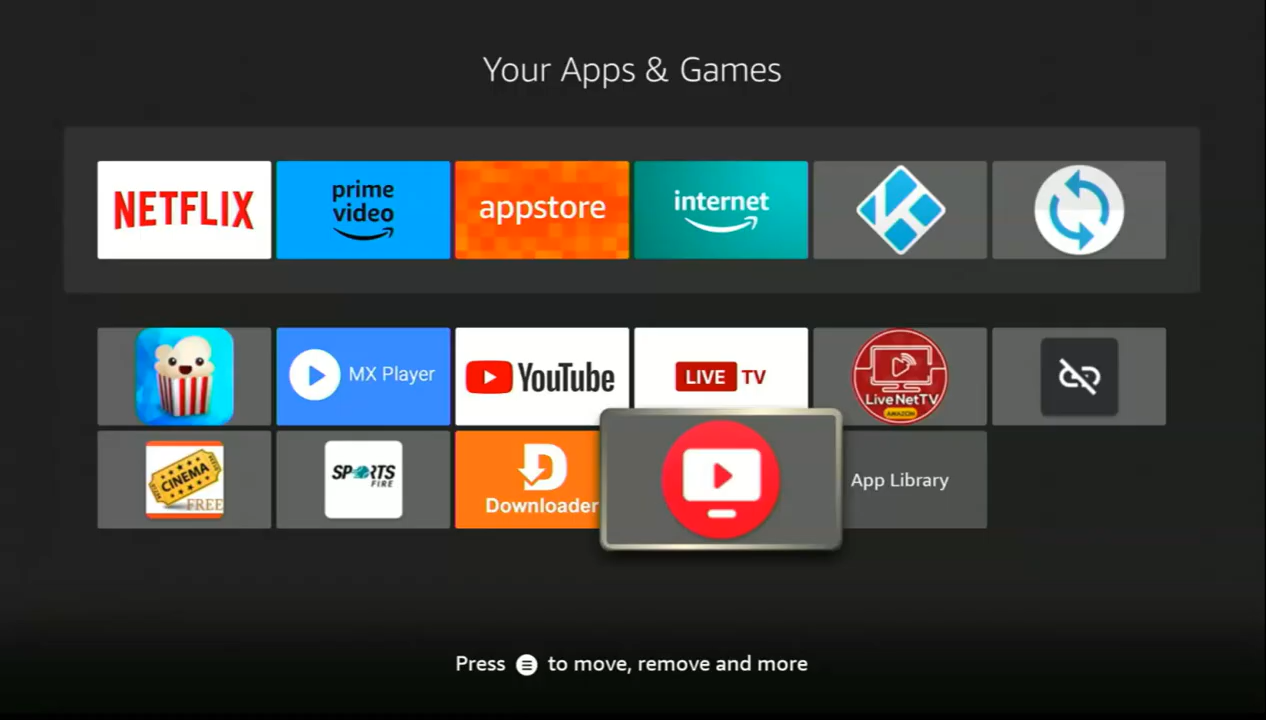 Your Apps & Games
NETFLIX
prime
video
appstore
internet
MX Player
YouTube
LIVE TV
Live NetTV
AMAZON
CINEMA
FREE
SPORTS
FIRE
Downloader
App Library
Press to move, remove and more